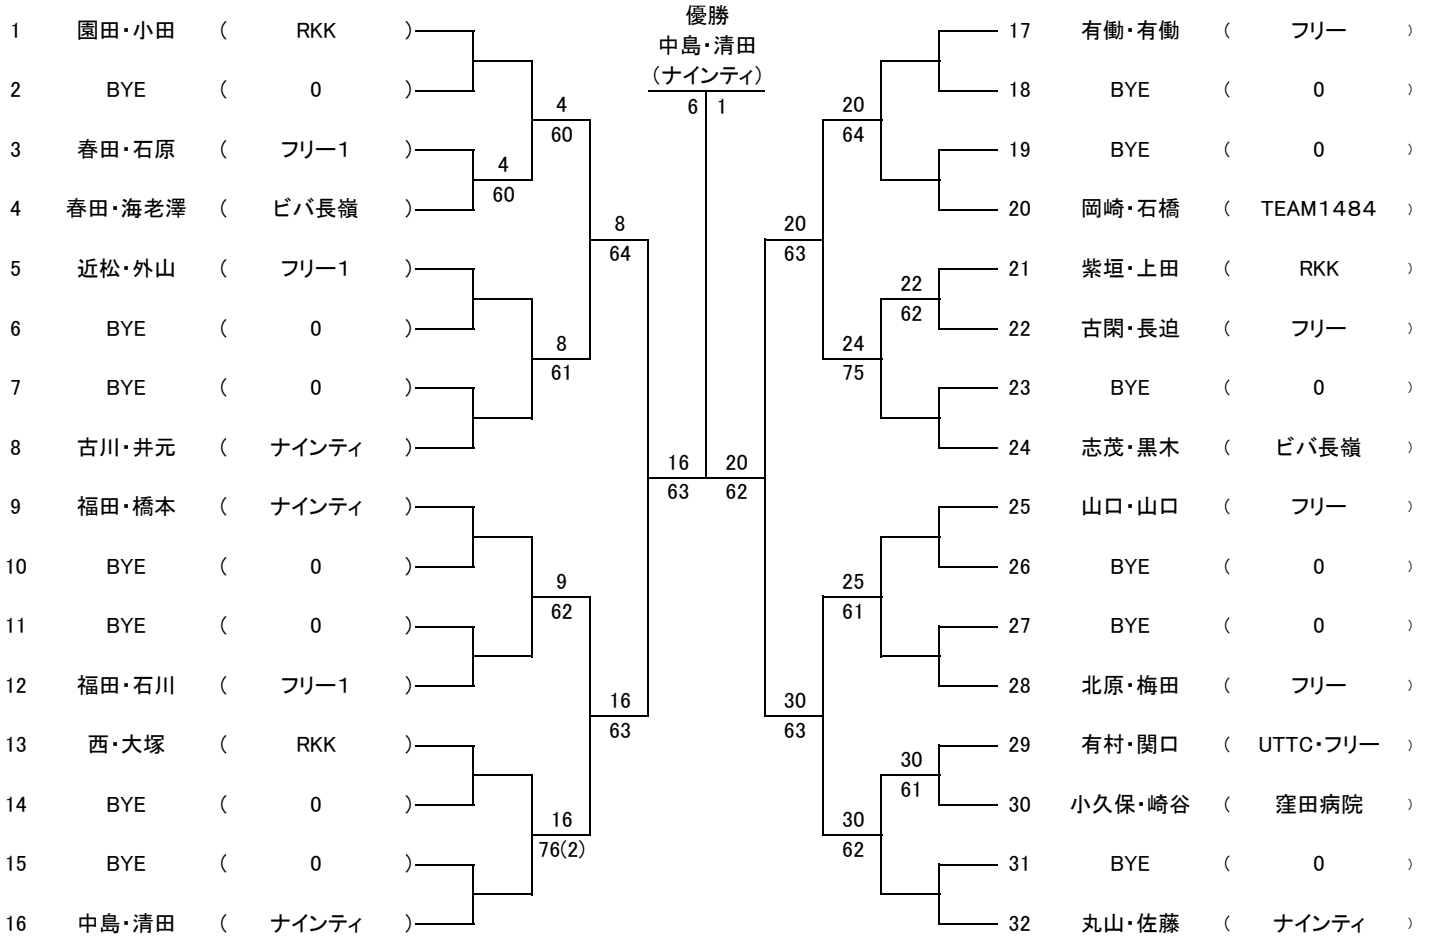 優勝
中島・清田
(ナインティ)
6 1
1 園田・小田 ( RKK )
2 BYE ( 0 )
3 春田・石原 ( フリー1 )
4 春田・海老澤 ( ビバ長嶺 )
5 近松・外山 ( フリー1 )
6 BYE ( 0 )
7 BYE ( 0 )
8 古川・井元 ( ナインティ )
9 福田・橋本 ( ナインティ )
10 BYE ( 0 )
11 BYE ( 0 )
12 福田・石川 ( フリー1 )
13 西・大塚 ( RKK )
14 BYE ( 0 )
15 BYE ( 0 )
16 中島・清田 ( ナインティ )
4
60
4
60
8
61
8
64
9
62
16
76(2)
16
63
16
63
20
62
20
63
30
63
20
64
24
75
22
62
25
61
30
62
30
61
17 有働・有働 ( フリー )
18 BYE ( 0 )
19 BYE ( 0 )
20 岡崎・石橋 ( TEAM1484 )
21 紫垣・上田 ( RKK )
22 古閑・長迫 ( フリー )
23 BYE ( 0 )
24 志茂・黒木 ( ビバ長嶺 )
25 山口・山口 ( フリー )
26 BYE ( 0 )
27 BYE ( 0 )
28 北原・梅田 ( フリー )
29 有村・関口 ( UTTC・フリー )
30 小久保・崎谷 ( 窪田病院 )
31 BYE ( 0 )
32 丸山・佐藤 ( ナインティ )